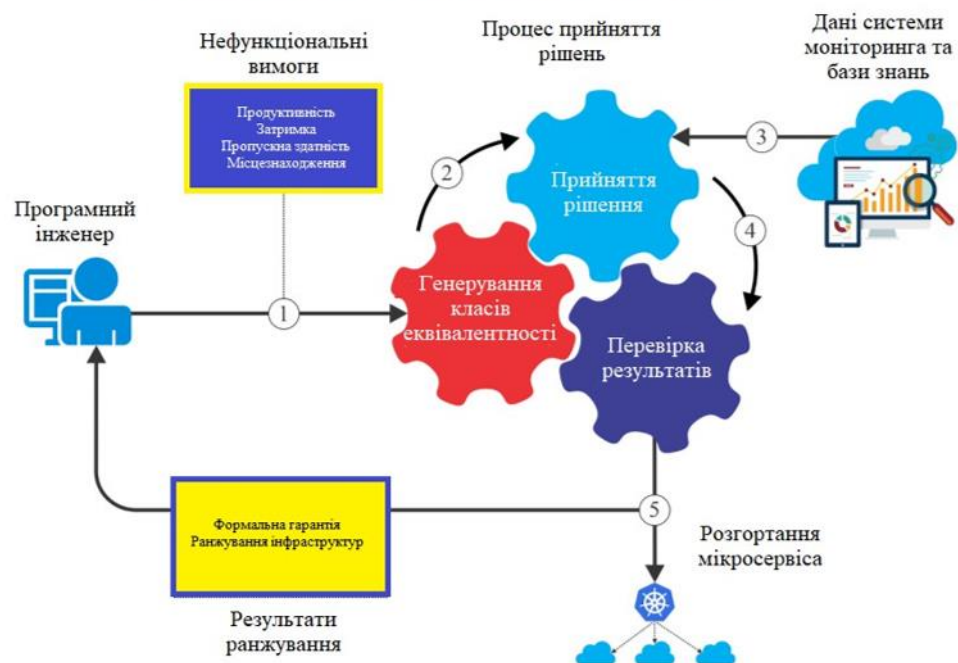 Нефункціональні
вимоги
Процес прийняття
рішень
Дані системи
моніторинга та
бази знань
Продуктивність
Затримка
Пропускна здатність
Місцезнаходження
2
3
Прийняття
рішення
4
Програмний
інженер
1
Генерування
класів
еквівалентності
Перевірка
результатів
5
Формальна гарантія
Ранжування інфраструктур
Розгортання
мікросервіса
Результати
ранжування